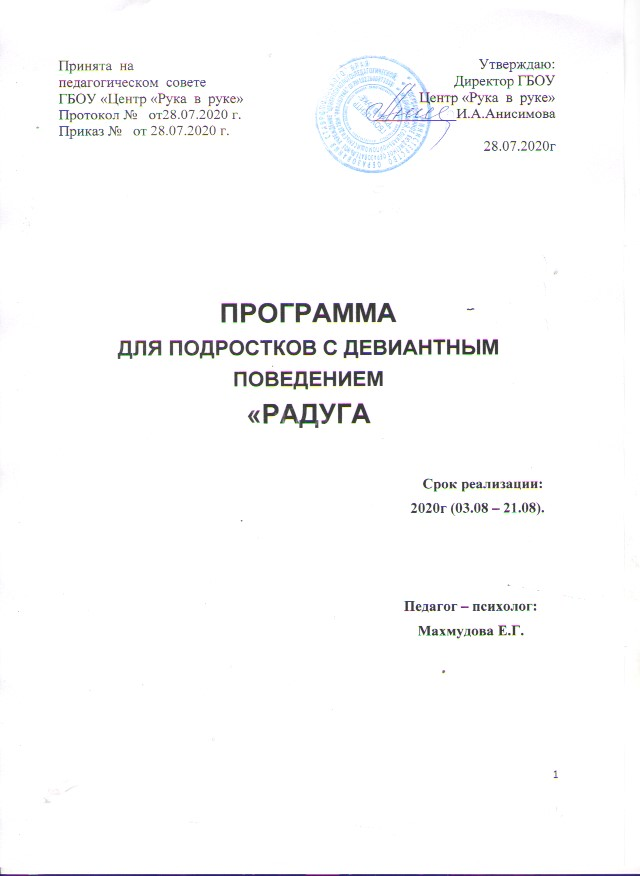 Принята на
педагогическом совете
ГБОУ «Центр «Рука в руке»
Протокол № от28.07.2020 г.
Приказ № от 28.07.2020 г.
Утверждаю:
Директор ГБОУ
Центр «Рука в руке»
И.А.Анисимова
28.07.2020г
ПРОГРАММА
ДЛЯ ПОДРОСТКОВ С ДЕВИАНТНЫМ
ПОВЕДЕНИЕМ
«РАДУГА
Срок реализации:
2020г (03.08 – 21.08).
Педагог – психолог:
Махмудова Е.Г.
1